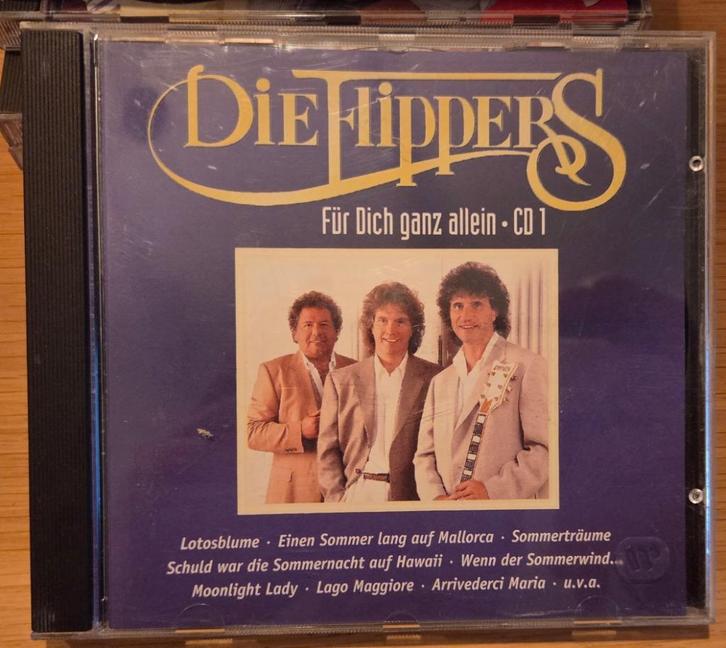 Die Flippers
Für Dich ganz allein • CD 1
Lotosblume · Einen Sommer lang auf Mallorca · Sommerträume
Schuld war die Sommernacht auf Hawaii · Wenn der Sommerwind...
Moonlight Lady · Lago Maggiore · Arrivederci Maria · u.v.a.